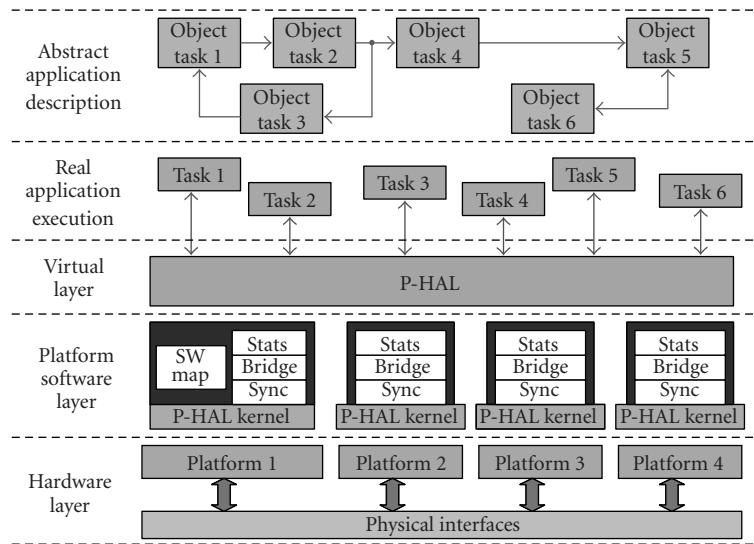 Abstract
application
description
Object
task 1
Object
task 2
Object
task 4
Object
task 5
Object
task 3
Object
task 6
Real
application
execution
Task 1
Task 2
Task 3
Task 4
Task 5
Task 6
Virtual
layer
P-HAL
Platform
software
layer
SW
map
Stats
Bridge
Sync
P-HAL kernel
Stats
Bridge
Sync
P-HAL kernel
Stats
Bridge
Sync
P-HAL kernel
Stats
Bridge
Sync
P-HAL kernel
Hardware
layer
Platform 1
Platform 2
Platform 3
Platform 4
Physical interfaces